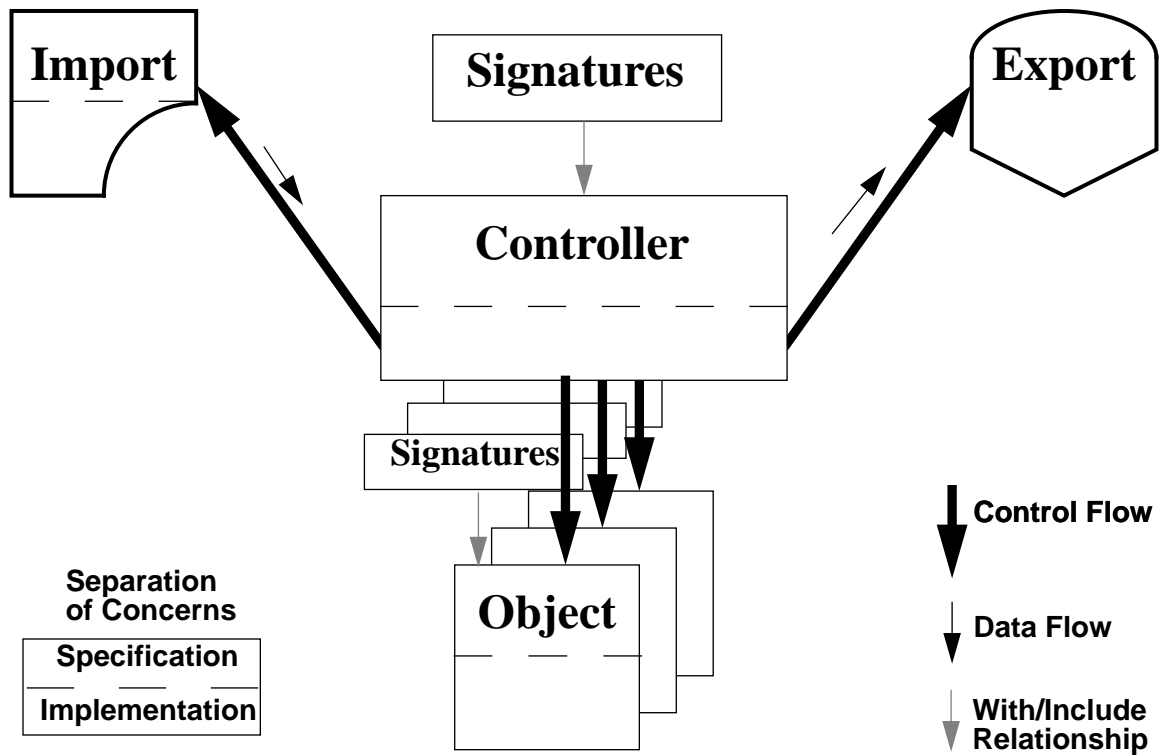 Import
Signatures
Export
Controller
Signatures
Object
Separation
of Concerns
Specification
Implementation
Control Flow
Data Flow
With/Include
Relationship